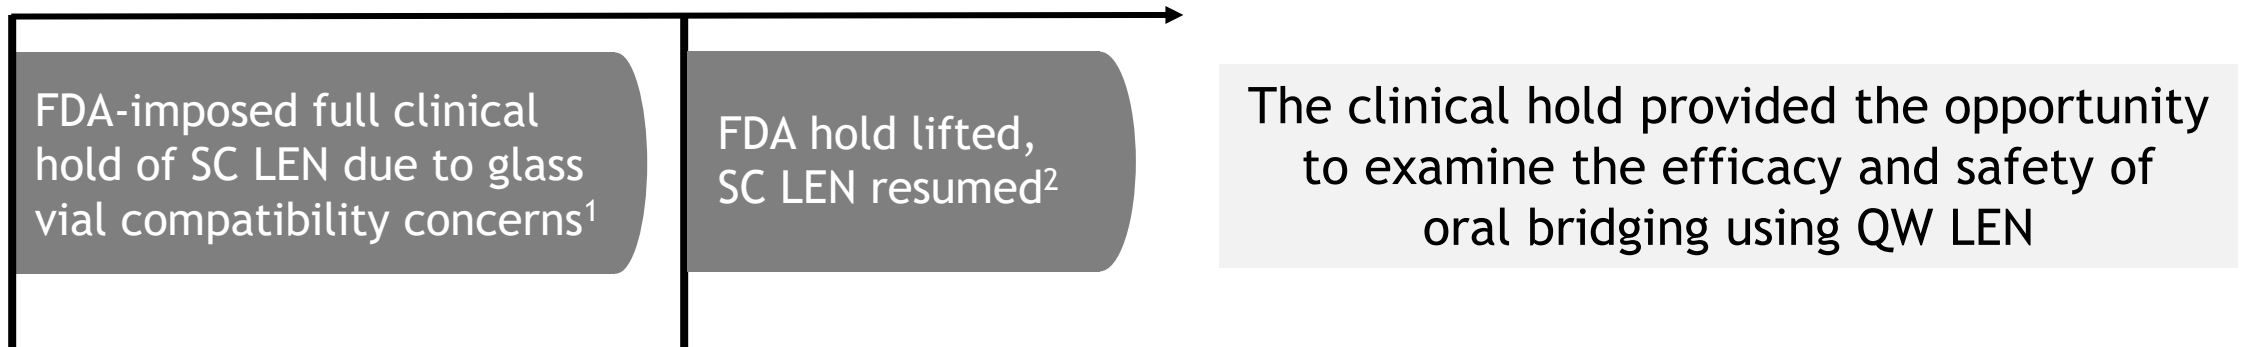 FDA-imposed full clinical
hold of SC LEN due to glass
vial compatibility concerns¹
FDA hold lifted,
SC LEN resumed²
The clinical hold provided the opportunity
to examine the efficacy and safety of
oral bridging using QW LEN